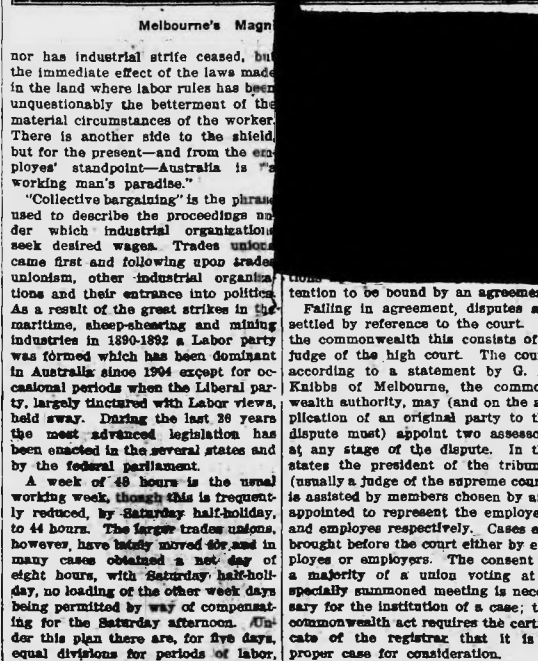 Melbourne's Magn
nor has industrial strife ceased, but
the immediate effect of the laws made
in the land where labor rules has been
unquestionably the betterment of the
material circumstances of the worker.
There is another side to the shield,
but for the present—and from the em-
ployes' standpoint—Australia is "a
working man's paradise."
"Collective bargaining" is the phrase
used to describe the proceedings un-
der which industrial organizations
seek desired wages. Trades unions
came first and following upon trades
unionism, other industrial organiza-
tions and their entrance into politics.
As a result of the great strikes in the
maritime, sheep-shearing and mining
industries in 1890-1892 a Labor party
was formed which has been dominant
in Australia since 1904 except for oc-
casional periods when the Liberal par-
ty, largely tinctured with Labor views,
held sway. During the last 26 years
the most advanced legislation has
been enacted in the several states and
by the federal parliament.
A week of 48 hours is the usual
working week, though this is frequent-
ly reduced, by Saturday half-holiday,
to 44 hours. The larger trades unions,
however, have lately moved for and in
many cases obtained a net day of
eight hours, with Saturday half-holi-
day, no loading of the other week days
being permitted by way of compensat-
ing for the Saturday afternoon. Un-
der this plan there are, for five days,
equal divisions for periods of labor,
tions
tention to be bound by an agreeme
Failing in agreement, disputes a
settled by reference to the court.
the commonwealth this consists of
judge of the high court. The cou
according to a statement by G.
Knibbs of Melbourne, the commo
wealth authority, may (and on the a
plication of an original party to t
dispute must) appoint two assesso
at any stage of the dispute. In t
states the president of the tribun
(usually a judge of the supreme cour
is assisted by members chosen by a
appointed to represent the employe
and employes respectively. Cases a
brought before the court either by e
ployes or employers. The consent
a majority of a union voting at
specially summoned meeting is nece
sary for the institution of a case; t
commonwealth act requires the certi
cate of the registrar that it is
proper case for consideration.